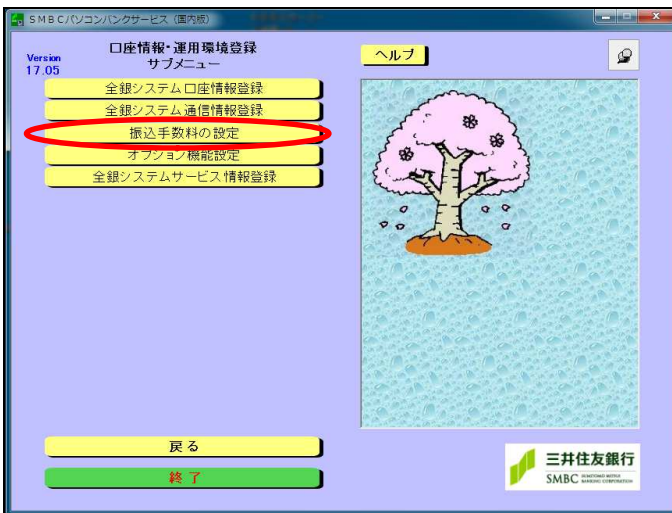 SMBCパソコンバンクサービス（国内版）
Version
17.05
口座情報・運用環境登録
サブメニュー
ヘルプ
全銀システム口座情報登録
全銀システム通信情報登録
振込手数料の設定
オプション機能設定
全銀システムサービス情報登録
戻る
終了
三井住友銀行
SMBC SUMITOMO MITSUI
BANKING CORPORATION